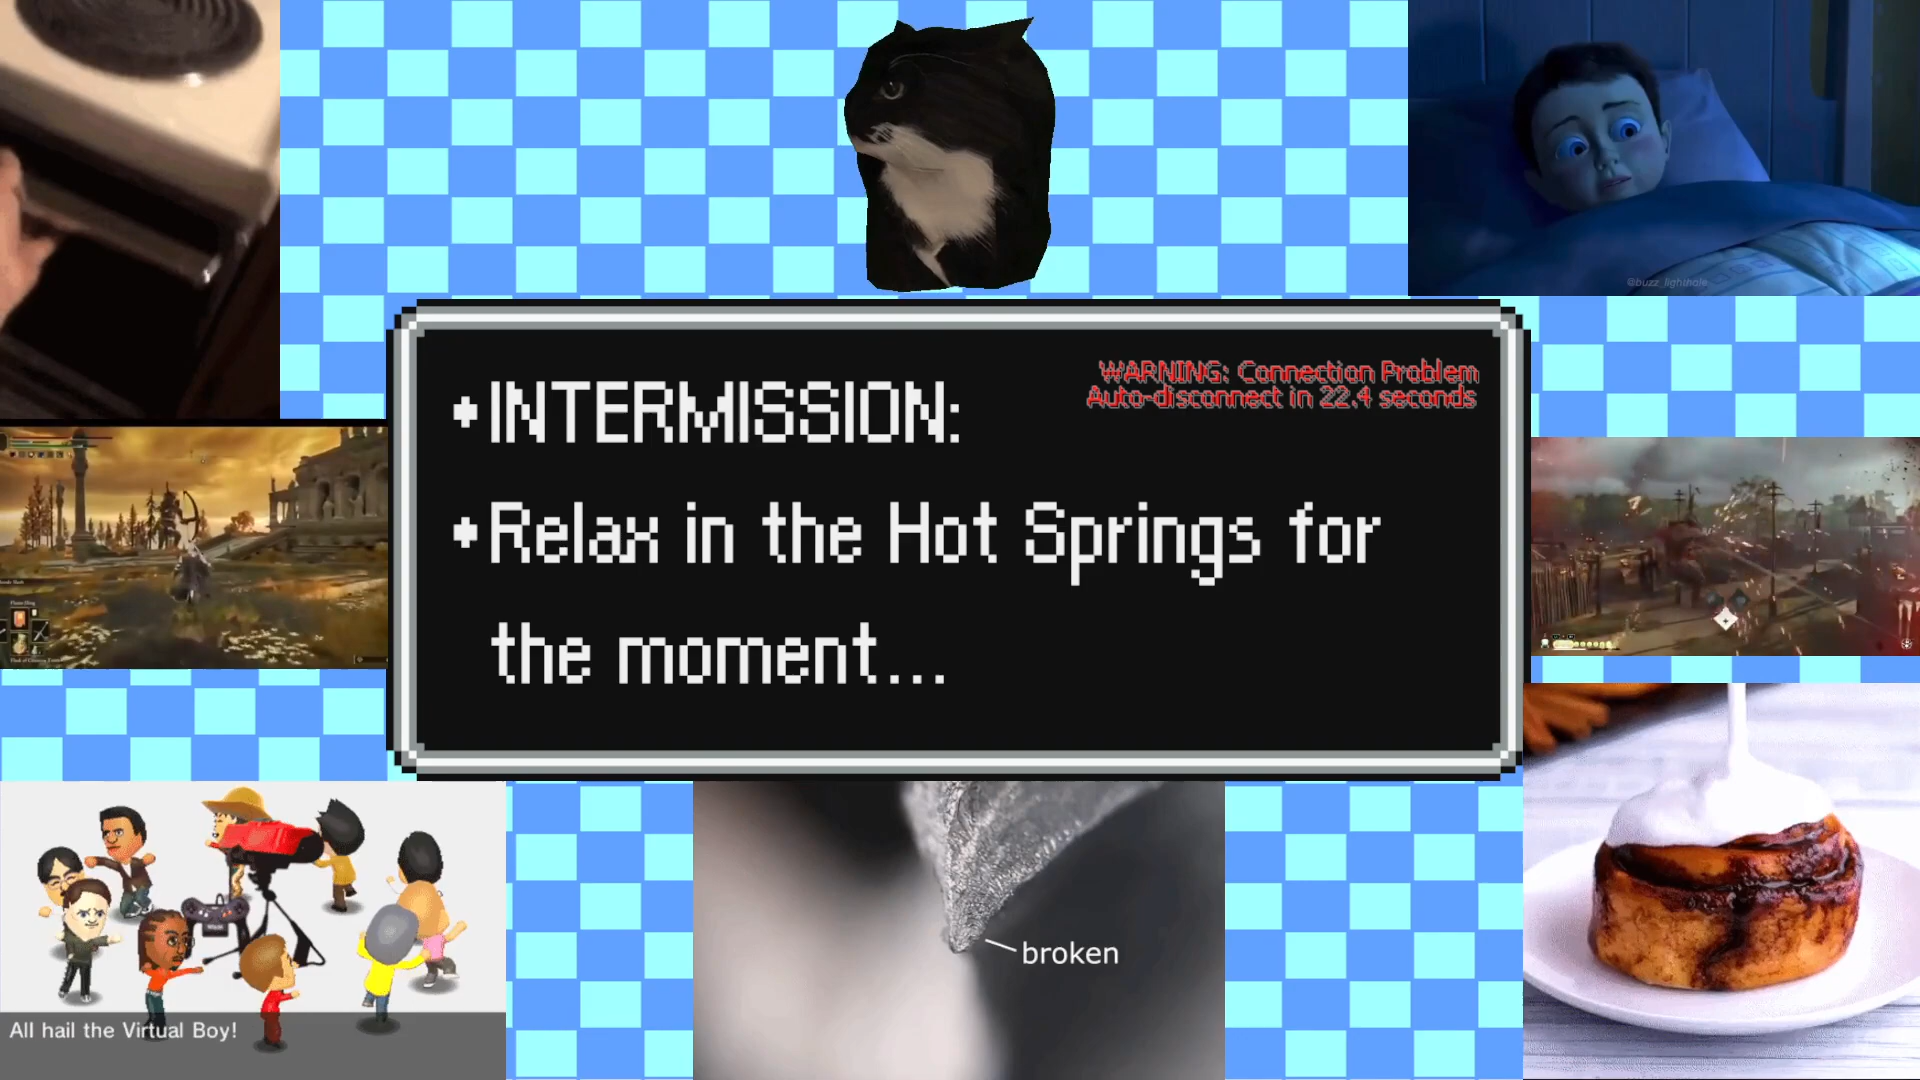 @buzz_lighthole
WARNING: Connection Problem
Auto-disconnect in 22.4 seconds
•INTERMISSION:
•Relax in the Hot Springs for
the moment...
broken
All hail the Virtual Boy!